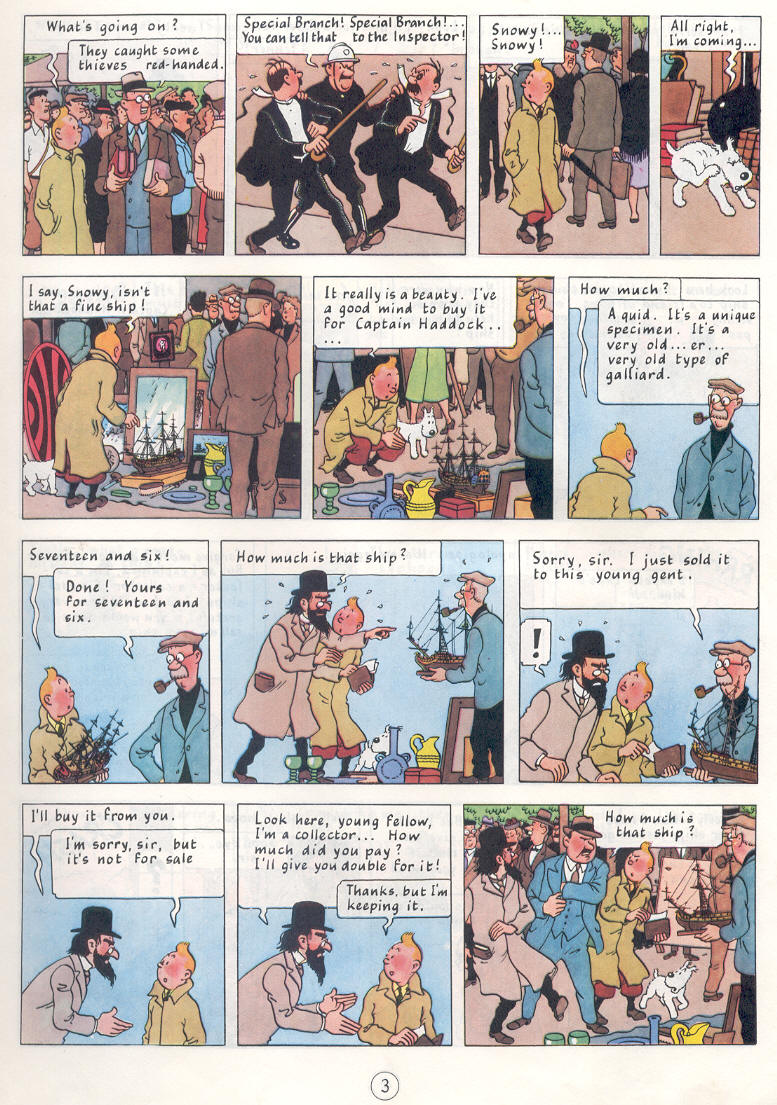 What's going on?
They caught some
thieves red-handed.
Special Branch! Special Branch!...
You can tell that to the Inspector!
Snowy!...
Snowy!
All right,
I'm coming...
I say, Snowy, isn't
that a fine ship!
It really is a beauty. I've
a good mind to buy it
for Captain Haddock..
...
How much?
A quid. It's a unique
specimen. It's a
very old...er...
very old type of
galliard.
Seventeen and six!
Done! Yours
for seventeen and
six.
How much is that ship?
Sorry, sir. I just sold it
to this young gent.
!
I'll buy it from you.
I'm sorry, sir, but
it's not for sale
Look here, young fellow,
I'm a collector... How
much did you pay?
I'll give you double for it!
Thanks, but I'm
keeping it.
How much is
that ship?
3